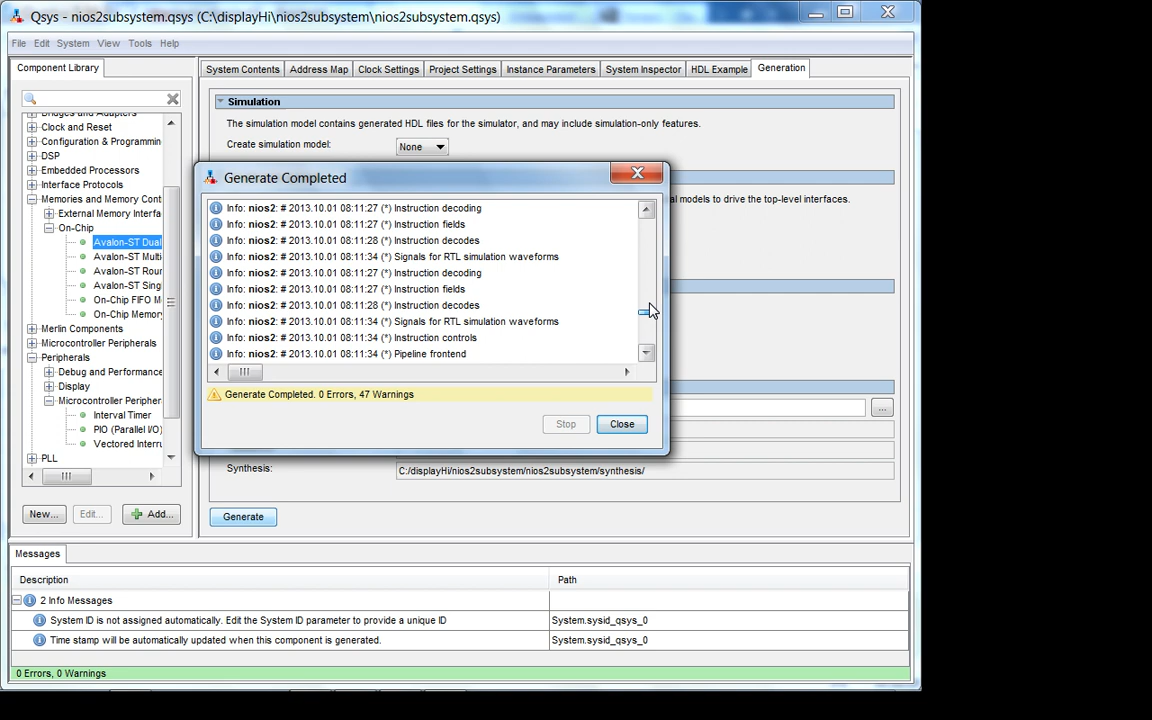 Qsys - nios2subsystem.qsys (C:\displayHi\nios2subsystem\nios2subsystem.qsys)
File Edit System View Tools Help
Component Library
System Contents Address Map Clock Settings Project Settings Instance Parameters System Inspector HDL Example Generation
Bridges and Adapters
Clock and Reset
Configuration & Programmin
DSP
Embedded Processors
Interface Protocols
Memories and Memory Cont
External Memory Interfa
On-Chip
Avalon-ST Dual
Avalon-ST Multi
Avalon-ST Roun
Avalon-ST Sing
On-Chip FIFO M
On-Chip Memory
Merlin Components
Microcontroller Peripherals
Peripherals
Debug and Performance
Display
Microcontroller Peripher
Interval Timer
PIO (Parallel I/O)
Vectored Interru
PLL
New... Edit... Add...
Simulation
The simulation model contains generated HDL files for the simulator, and may include simulation-only features.
Create simulation model: None
al models to drive the top-level interfaces.
Generate Completed
Info: nios2: # 2013.10.01 08:11:27 (*) Instruction decoding
Info: nios2: # 2013.10.01 08:11:27 (*) Instruction fields
Info: nios2: # 2013.10.01 08:11:28 (*) Instruction decodes
Info: nios2: # 2013.10.01 08:11:34 (*) Signals for RTL simulation waveforms
Info: nios2: # 2013.10.01 08:11:27 (*) Instruction decoding
Info: nios2: # 2013.10.01 08:11:27 (*) Instruction fields
Info: nios2: # 2013.10.01 08:11:28 (*) Instruction decodes
Info: nios2: # 2013.10.01 08:11:34 (*) Signals for RTL simulation waveforms
Info: nios2: # 2013.10.01 08:11:34 (*) Instruction controls
Info: nios2: # 2013.10.01 08:11:34 (*) Pipeline frontend
Generate Completed. 0 Errors, 47 Warnings
Stop Close
...
Synthesis: C:/displayHi/nios2subsystem/nios2subsystem/synthesis/
Generate
Messages
Description Path
2 Info Messages
System ID is not assigned automatically. Edit the System ID parameter to provide a unique ID System.sysid_qsys_0
Time stamp will be automatically updated when this component is generated. System.sysid_qsys_0
0 Errors, 0 Warnings